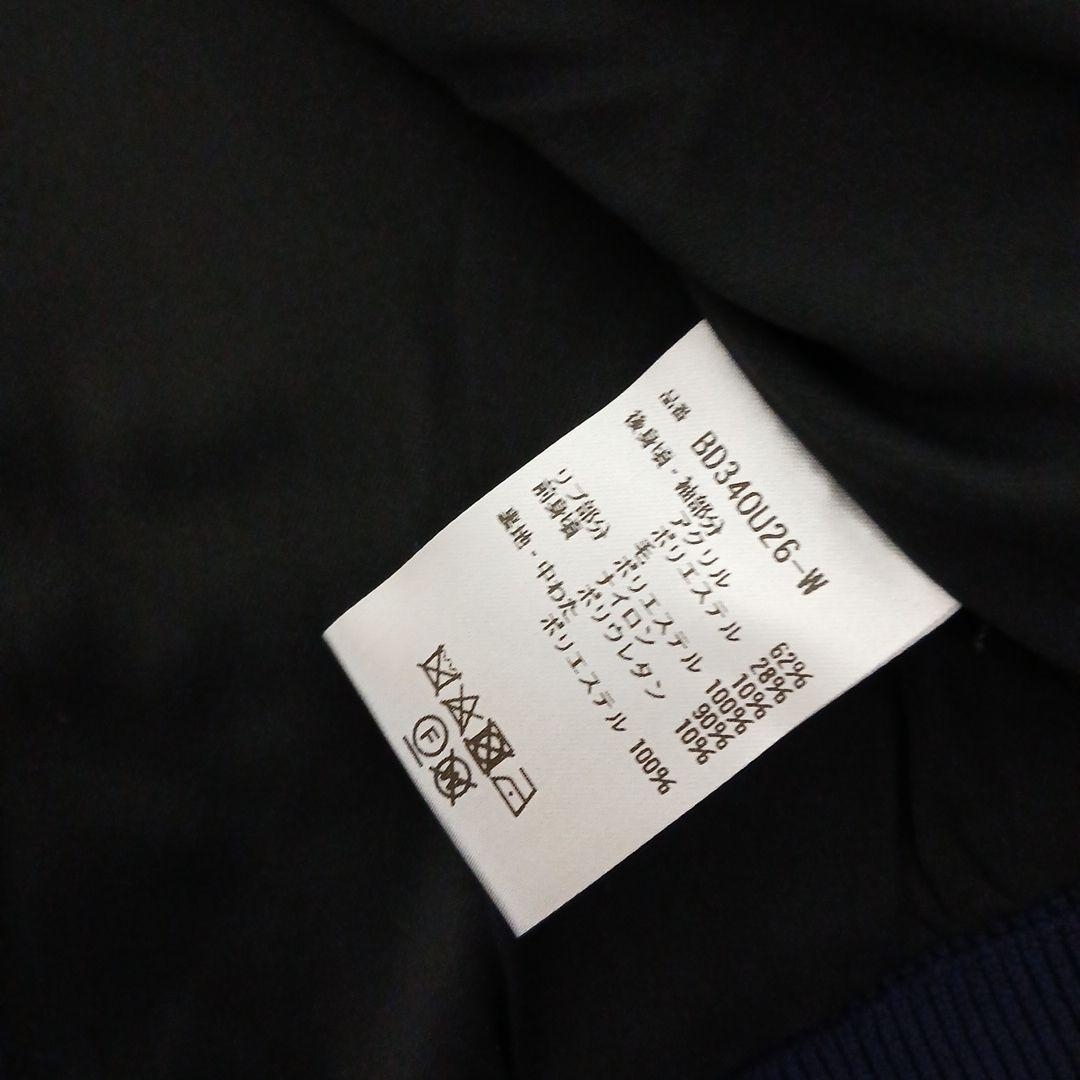 品番 BD340U26-W
後身頃・袖部分
アクリル 62%
ポリエステル 28%
毛 10%
リブ部分 ポリエステル 100%
前身頃 ナイロン 90%
ポリウレタン 10%
裏地・中わた
ポリエステル 100%
F